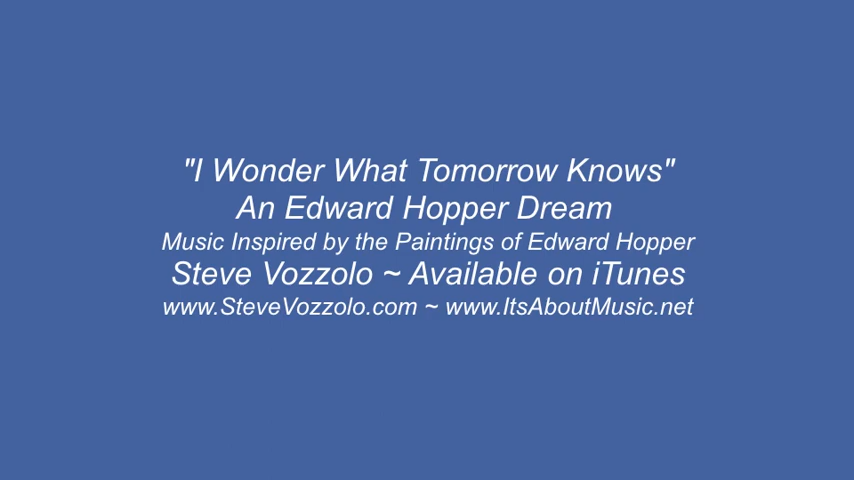 "I Wonder What Tomorrow Knows"
An Edward Hopper Dream
Music Inspired by the Paintings of Edward Hopper
Steve Vozzolo ~ Available on iTunes
www.SteveVozzolo.com ~ www.ItsAboutMusic.net